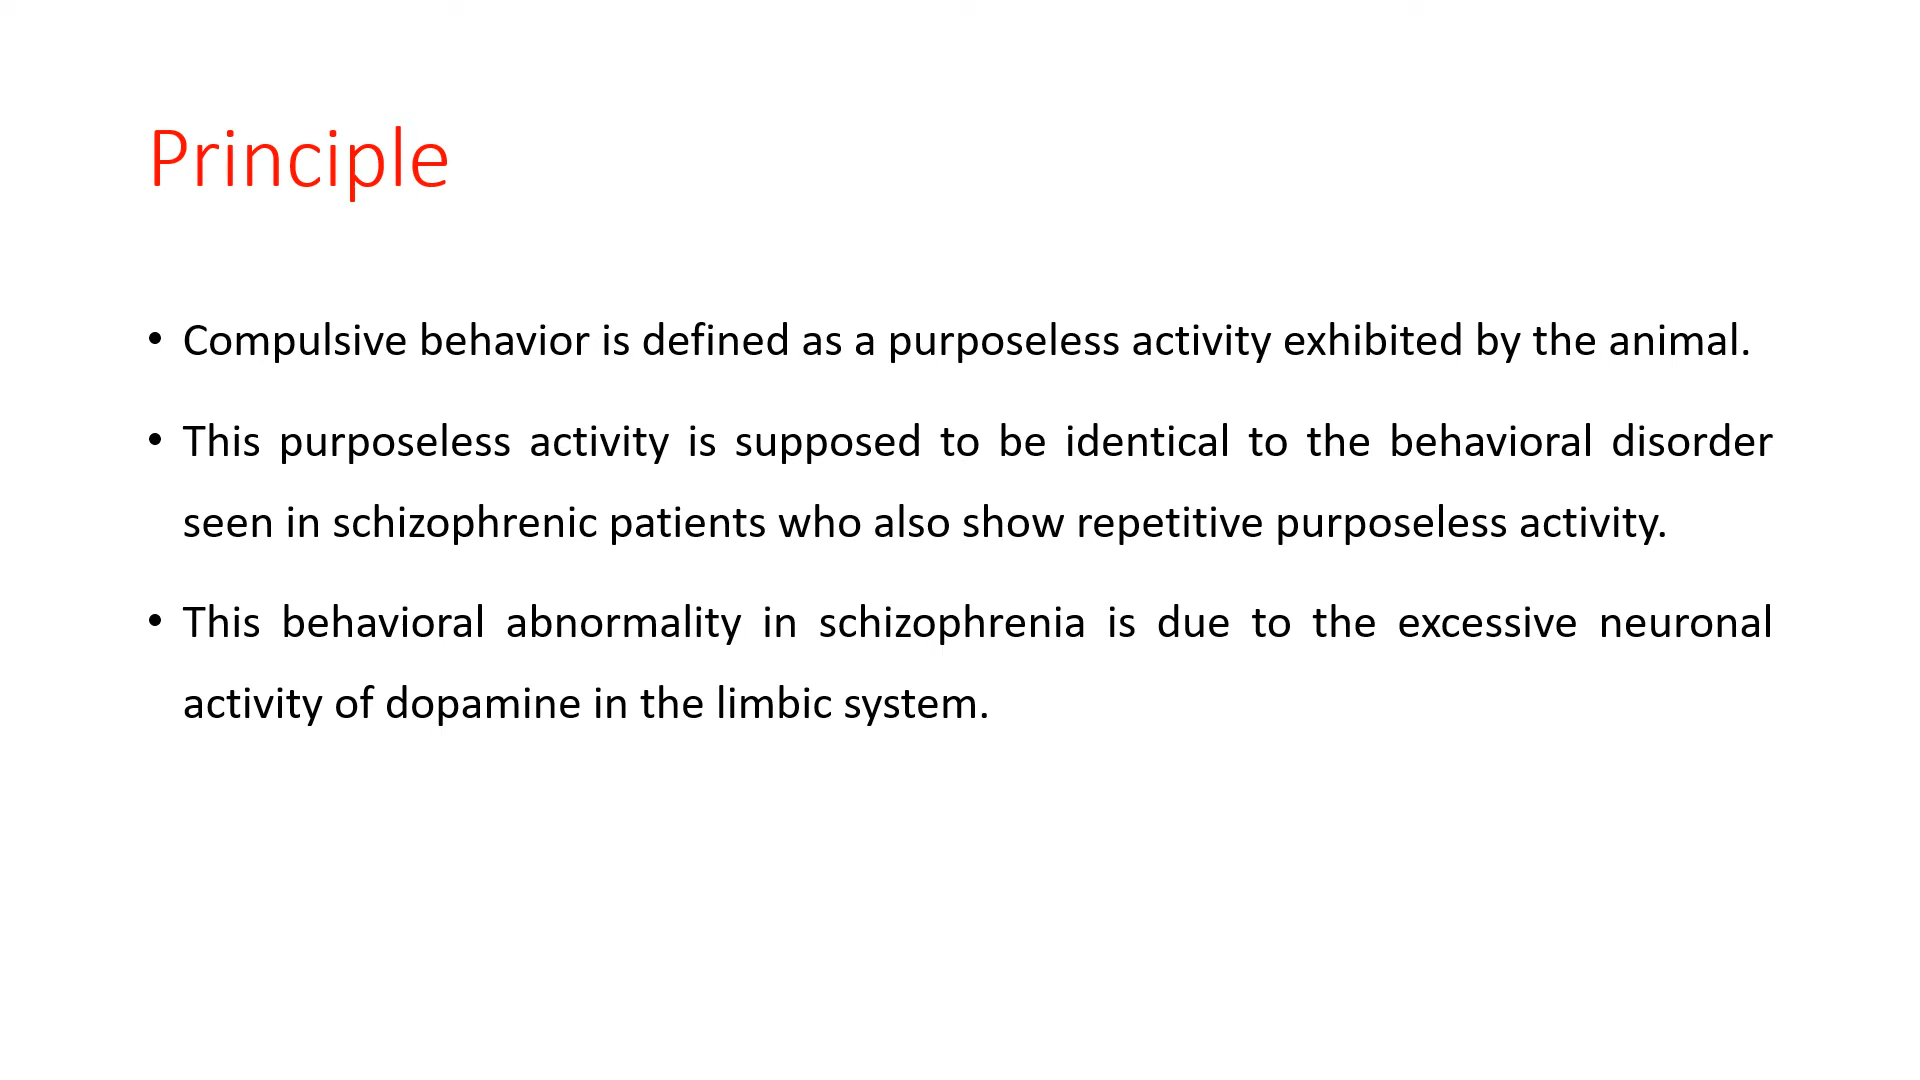 Principle
• Compulsive behavior is defined as a purposeless activity exhibited by the animal.
• This purposeless activity is supposed to be identical to the behavioral disorder
seen in schizophrenic patients who also show repetitive purposeless activity.
• This behavioral abnormality in schizophrenia is due to the excessive neuronal
activity of dopamine in the limbic system.